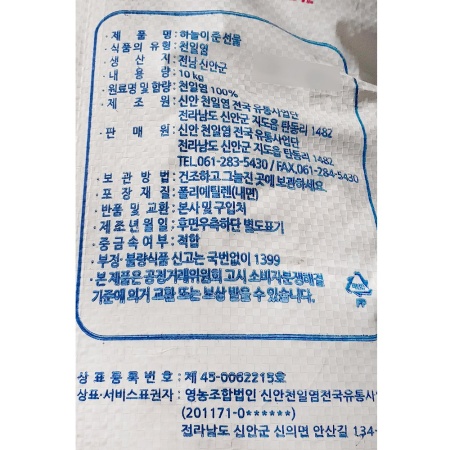 · 제 품 명 : 하늘이 준 선물
· 식품의 유형 : 천일염
· 생 산 지 : 전남 신안군
· 내 용 량 : 10 kg
· 원료명 및 함량 : 천일염 100%
· 제 조 원 : 신안 천일염 전국 유통사업단
전라남도 신안군 지도읍 탄동리 1482
· 판 매 원 : 신안 천일염 전국 유통사업단
전라남도 신안군 지도읍 탄동리 1482
TEL.061-283-5430 / FAX.061-284-5430
· 보 관 방 법 : 건조하고 그늘진 곳에 보관하세요.
· 포 장 재 질 : 폴리에틸렌(내면)
· 반품 및 교환 : 본사 및 구입처
· 제조년월일 : 후면우측하단 별도표기
· 중금속여부 : 적합
· 부정·불량식품 신고는 국번없이 1399
· 본 제품은 공정거래위원회 고시 소비자분쟁해결
기준에 의거 교환 또는 보상 받을 수 있습니다.
상 표 등 록 번 호 : 제 45-0062215호
상표·서비스표권자 : 영농조합법인 신안천일염전국유통사
(201171-0******)
전라남도 신안군 신의면 안산길 134-